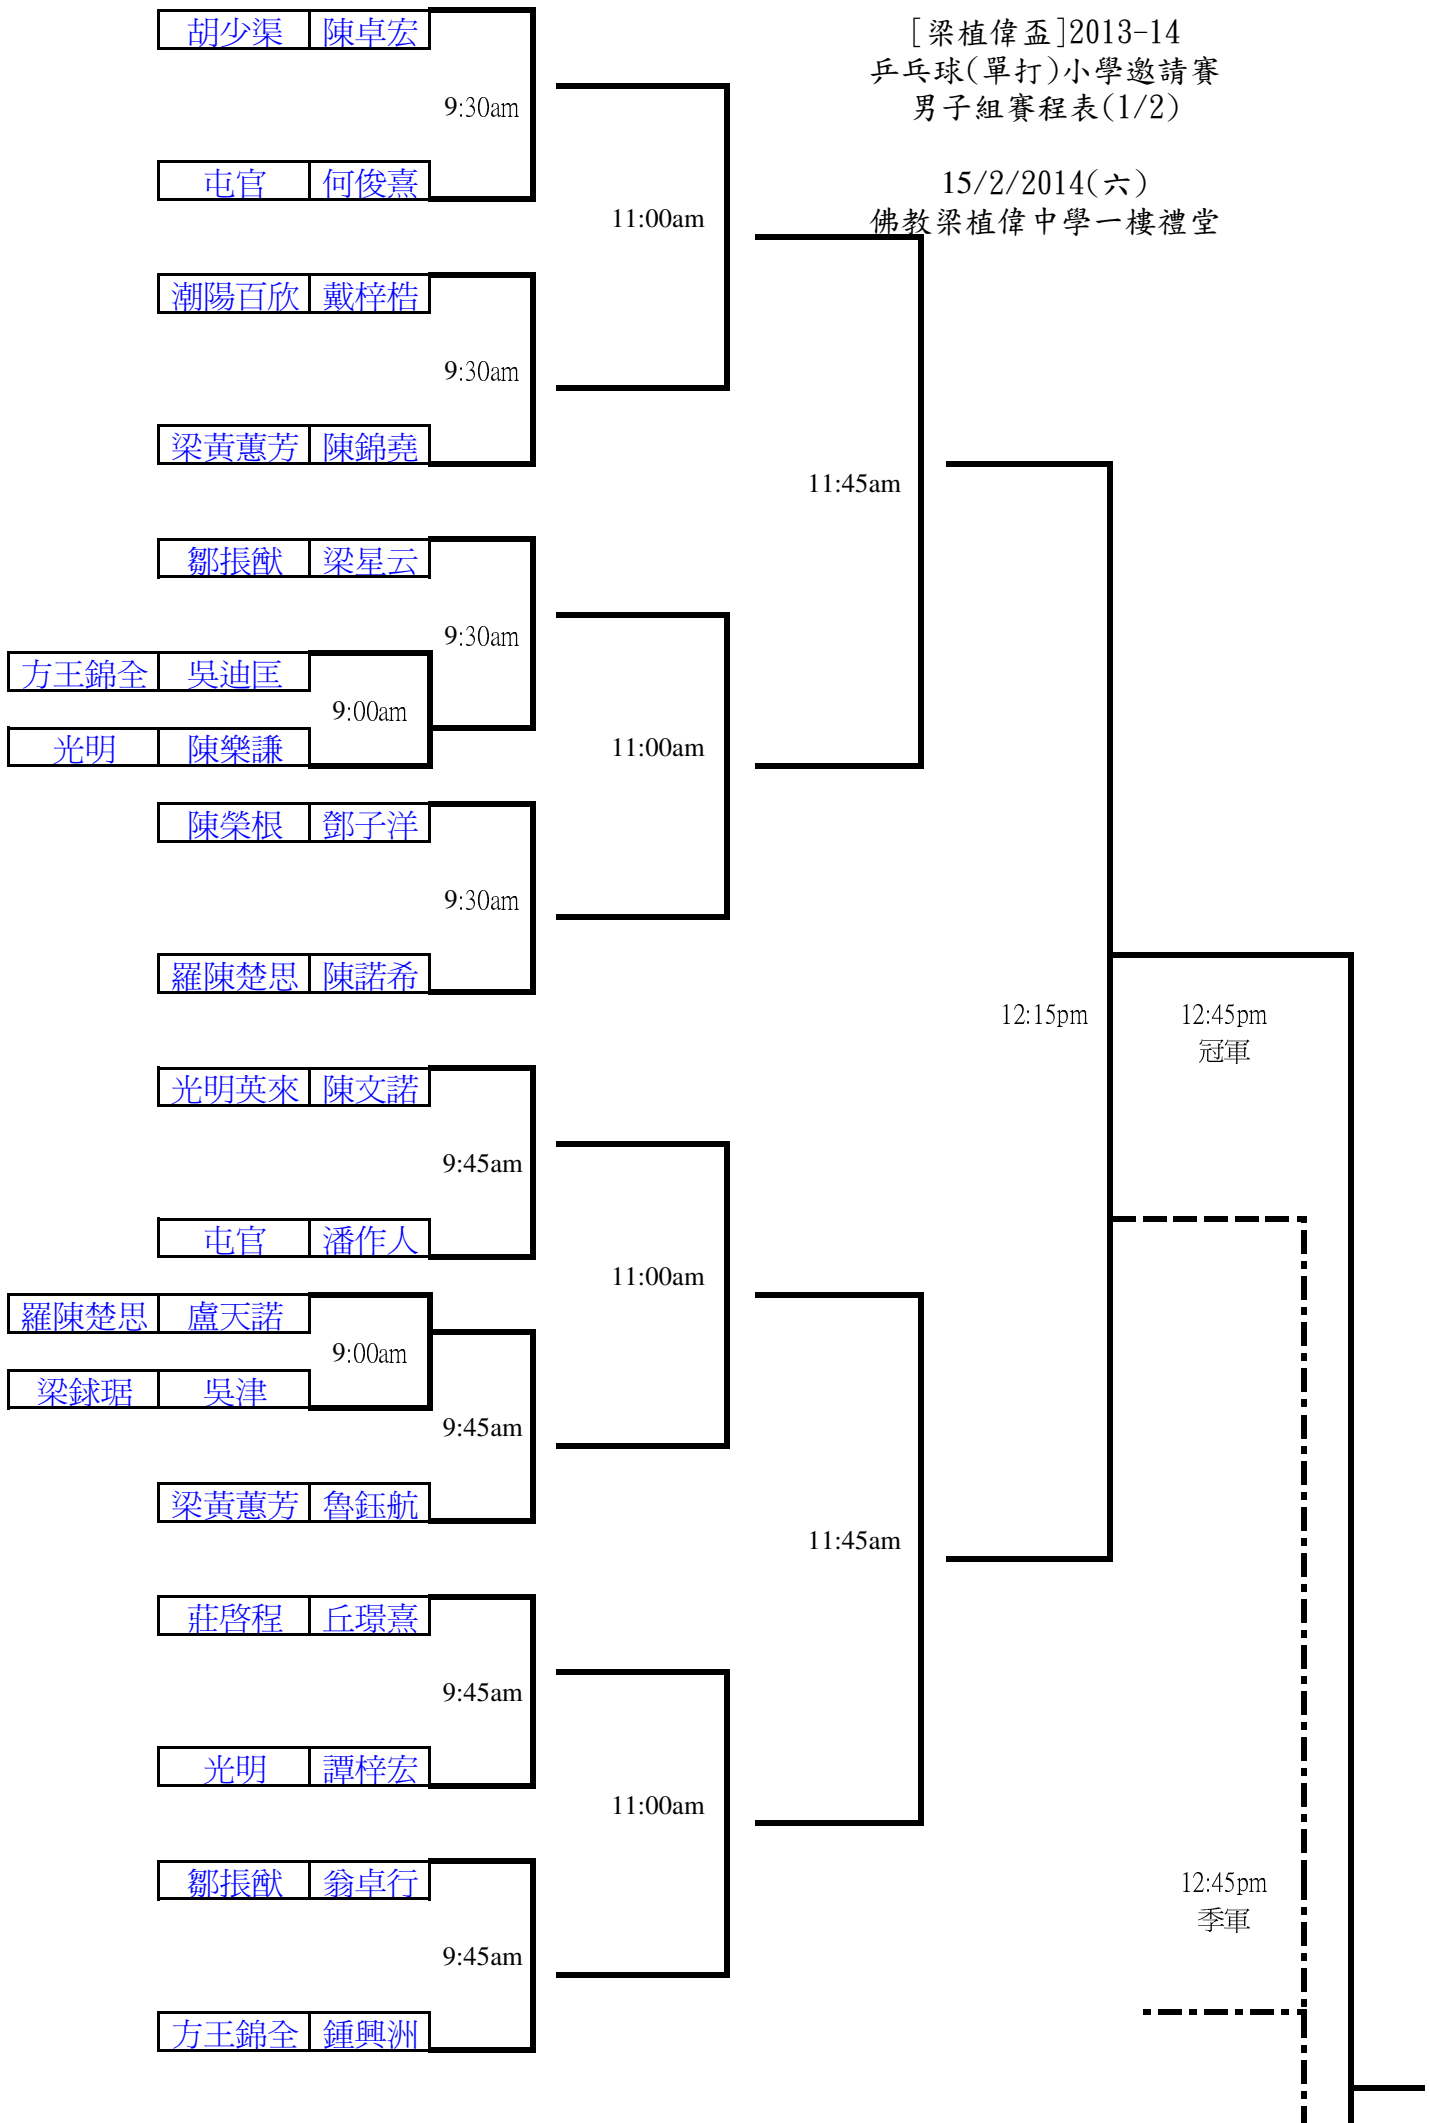 [梁植偉盃]2013-14
乒乓球(單打)小學邀請賽
男子組賽程表(1/2)
15/2/2014(六)
佛教梁植偉中學一樓禮堂
胡少渠 陳卓宏
9:30am
屯官 何俊熹
11:00am
潮陽百欣 戴梓梏
9:30am
梁黃蕙芳 陳錦堯
11:45am
鄒振猷 梁星云
9:30am
方王錦全 吳迪匡
9:00am
光明 陳樂謙
11:00am
陳榮根 鄧子洋
9:30am
羅陳楚思 陳諾希
12:15pm
12:45pm
冠軍
光明英來 陳文諾
9:45am
屯官 潘作人
11:00am
羅陳楚思 盧天諾
9:00am
梁銶琚 吳津
9:45am
梁黃蕙芳 魯鈺航
11:45am
莊啓程 丘璟熹
9:45am
光明 譚梓宏
11:00am
鄒振猷 翁卓行
12:45pm
季軍
9:45am
方王錦全 鍾興洲